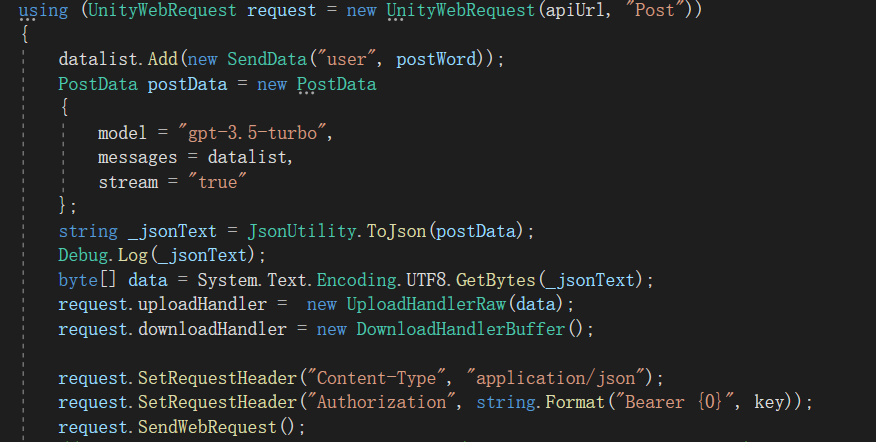 using (UnityWebRequest request = new UnityWebRequest(apiUrl, "Post"))
{
datalist.Add(new SendData("user", postWord));
PostData postData = new PostData
{
model = "gpt-3.5-turbo",
messages = datalist,
stream = "true"
};
string _jsonText = JsonUtility.ToJson(postData);
Debug.Log(_jsonText);
byte[] data = System.Text.Encoding.UTF8.GetBytes(_jsonText);
request.uploadHandler =  new UploadHandlerRaw(data);
request.downloadHandler = new DownloadHandlerBuffer();
request.SetRequestHeader("Content-Type", "application/json");
request.SetRequestHeader("Authorization", string.Format("Bearer {0}", key));
request.SendWebRequest();